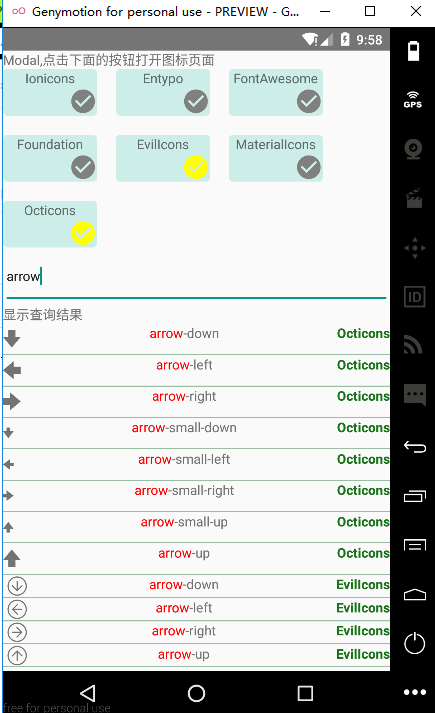 Genymotion for personal use - PREVIEW - G...
9:58
GPS
Modal,点击下面的按钮打开图标页面
Ionicons Entypo FontAwesome
Foundation EvilIcons MaterialIcons
Octicons
arrow
显示查询结果
arrow-down Octicons
arrow-left Octicons
arrow-right Octicons
arrow-small-down Octicons
arrow-small-left Octicons
arrow-small-right Octicons
arrow-small-up Octicons
arrow-up Octicons
arrow-down EvilIcons
arrow-left EvilIcons
arrow-right EvilIcons
arrow-up EvilIcons
ID
free for personal use